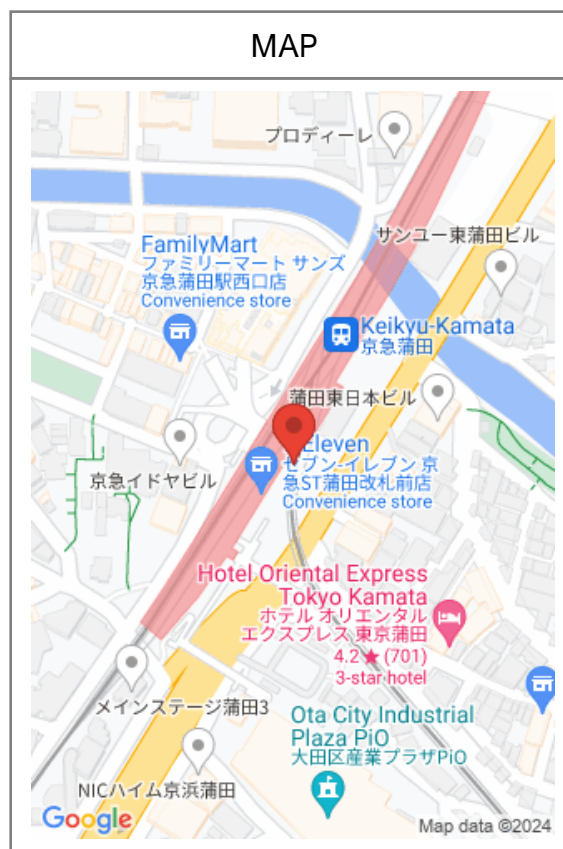 MAP
プロディーレ
サンユー東蒲田ビル
FamilyMart
ファミリーマート サンズ
京急蒲田駅西口店
Convenience store
Keikyu-Kamata
京急蒲田
蒲田東日本ビル
Eleven
セブン-イレブン 京
急ST蒲田改札前店
Convenience store
京急イドヤビル
Hotel Oriental Express
Tokyo Kamata
ホテル オリエンタル
エクスプレス 東京蒲田
4.2★(701)
3-star hotel
メインステージ蒲田3
Ota City Industrial
Plaza PiO
大田区産業プラザPiO
NICハイム京浜蒲田
Google
Map data ©2024